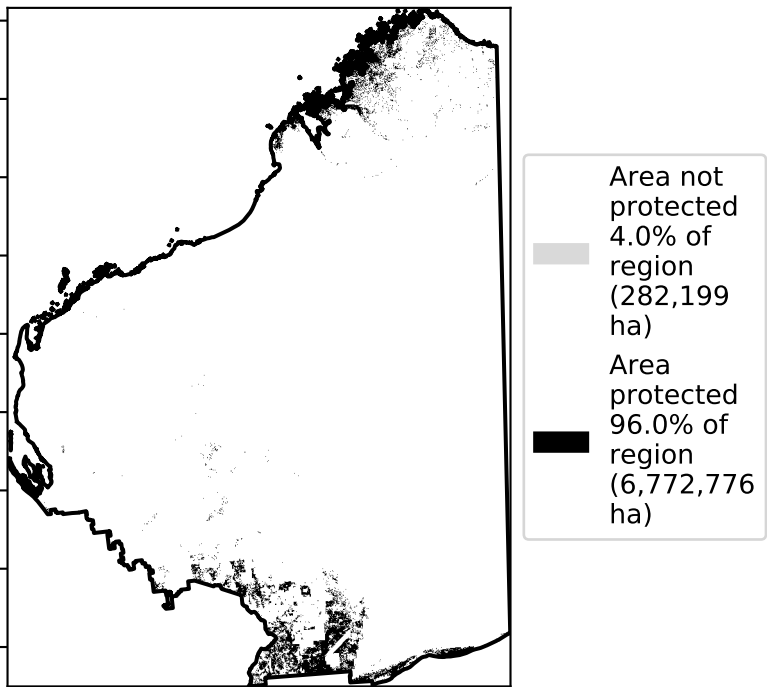 Area not
protected
4.0% of
region
(282,199
ha)
Area
protected
96.0% of
region
(6,772,776
ha)